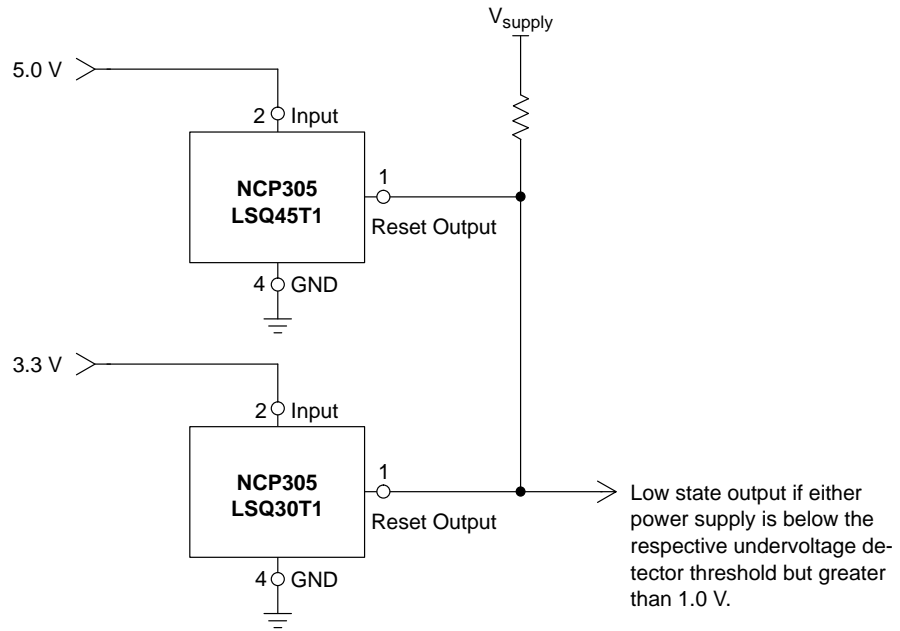 V supply
5.0 V
2 Input
NCP305
LSQ45T1
1
Reset Output
4 GND
3.3 V
2 Input
NCP305
LSQ30T1
1
Reset Output
4 GND
Low state output if either
power supply is below the
respective undervoltage de-
tector threshold but greater
than 1.0 V.